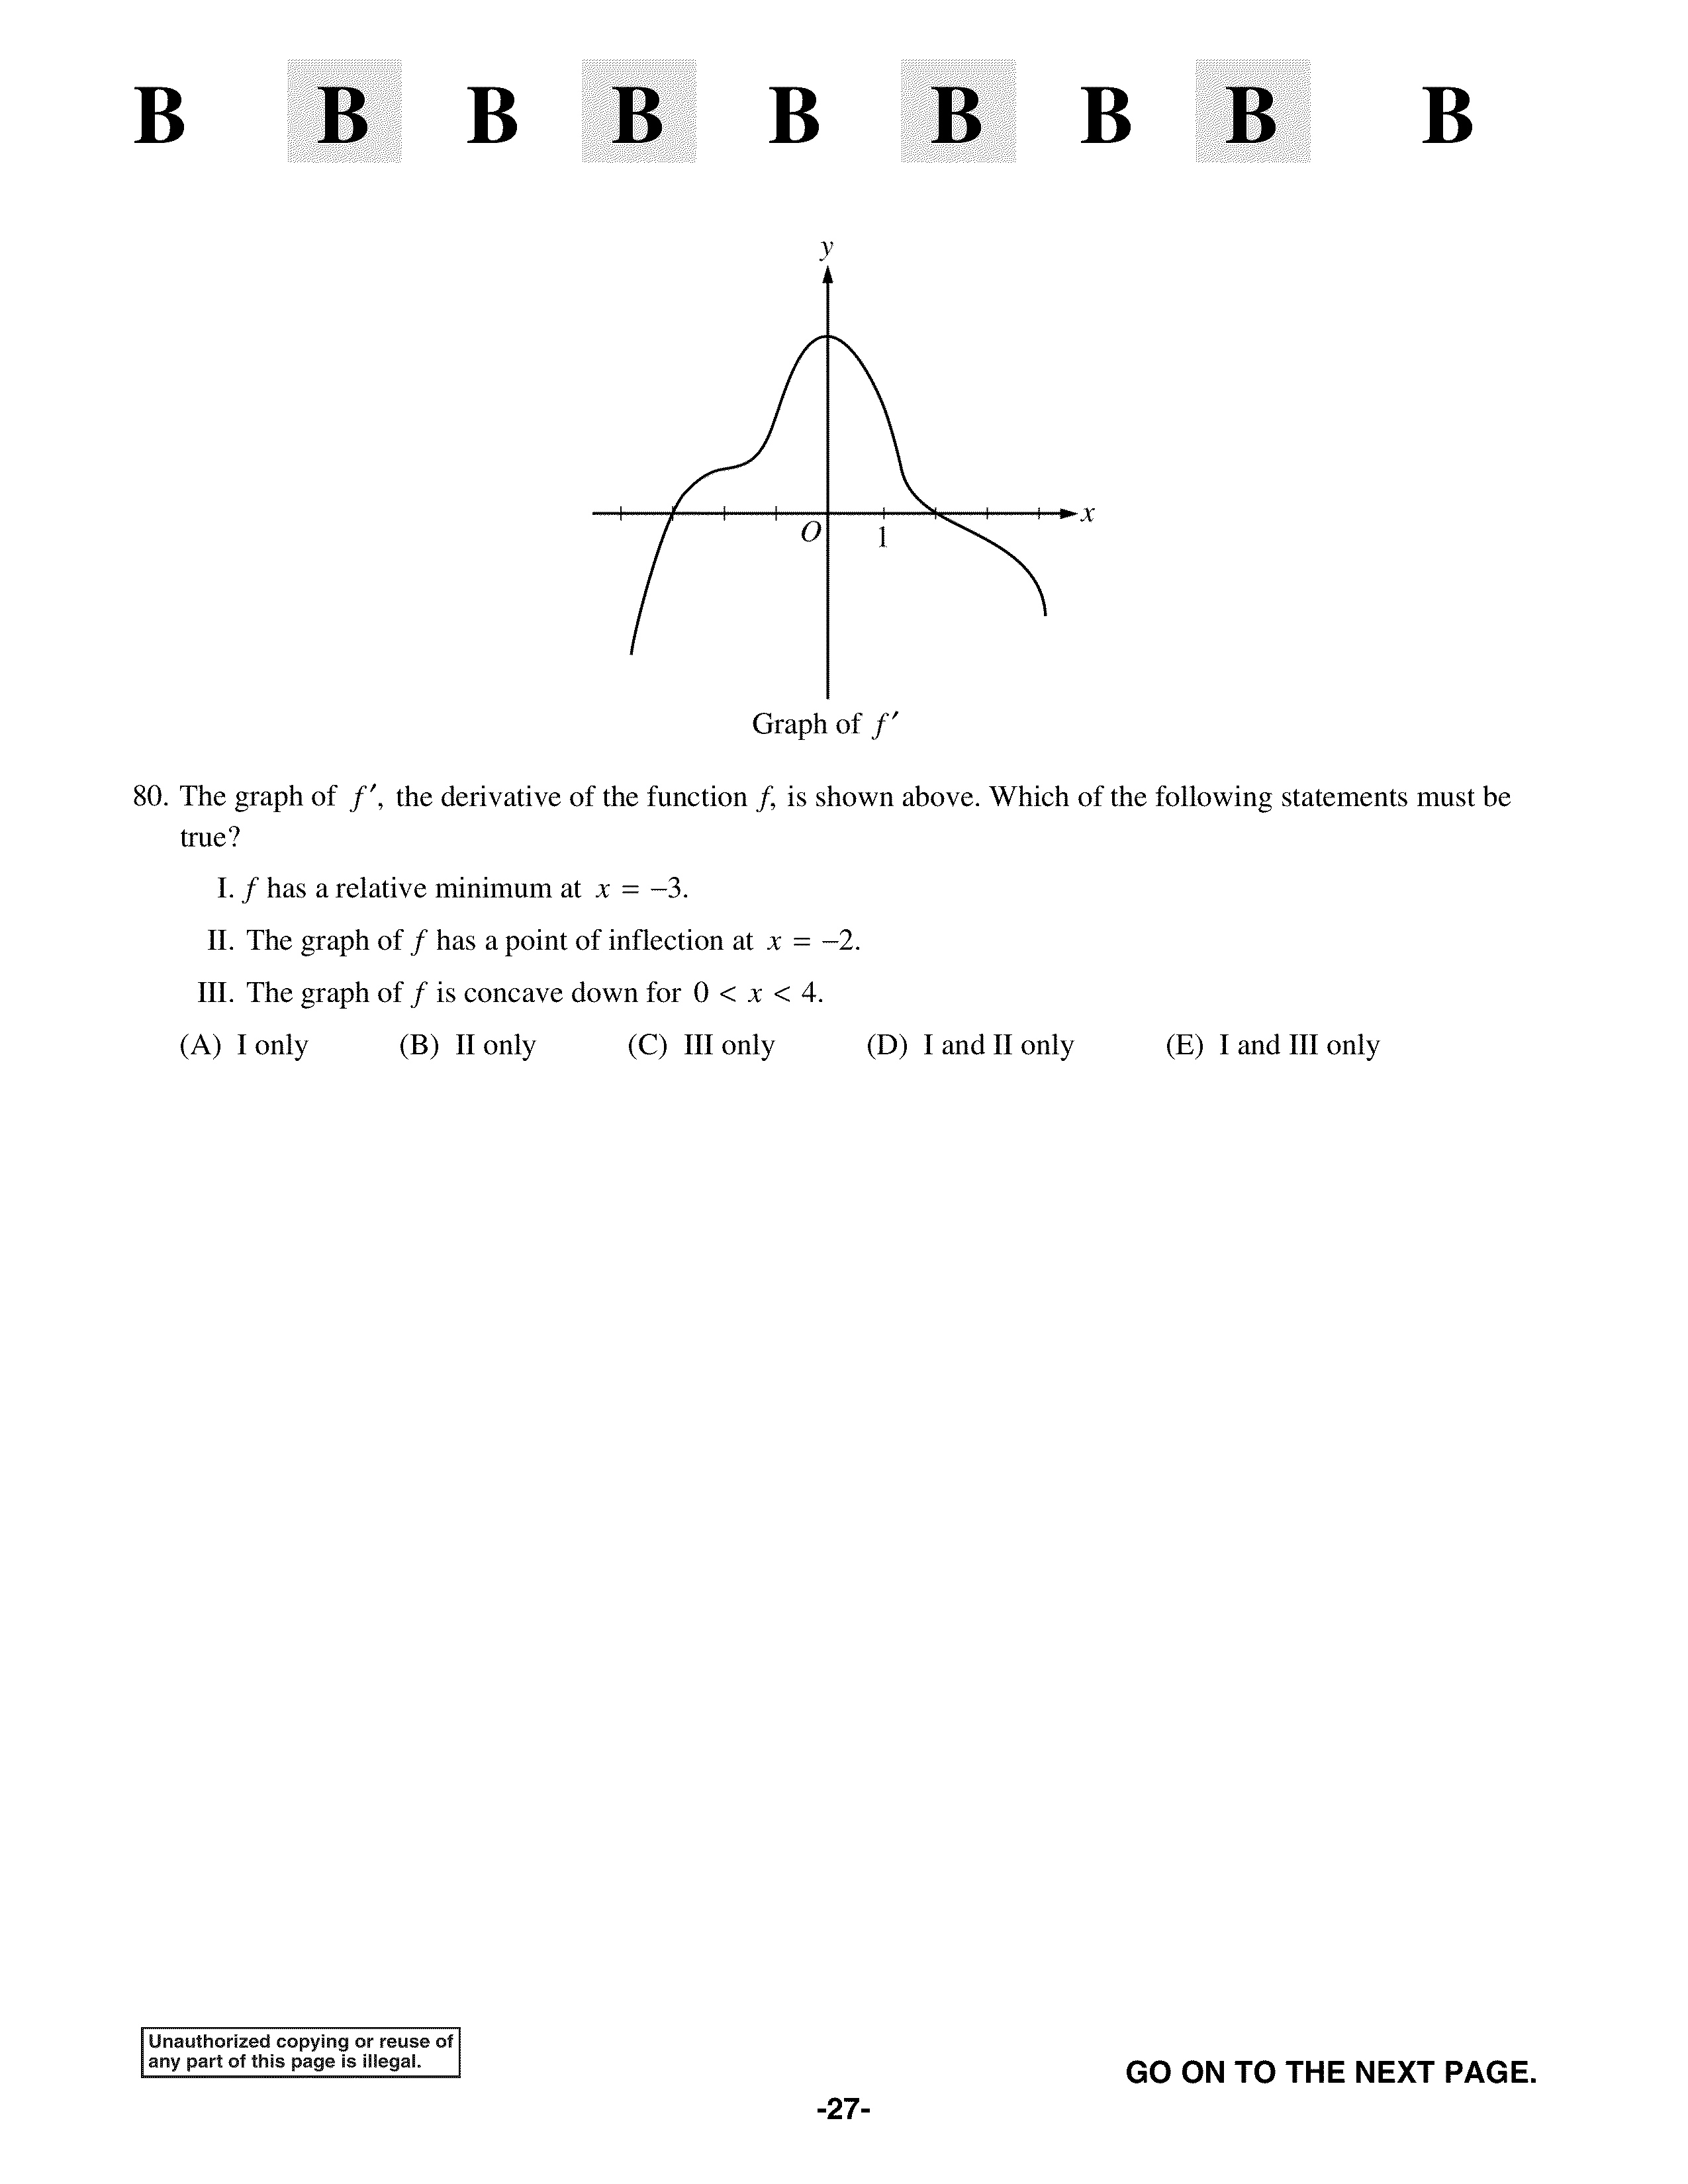 B B B B B B B B B
y
x
O 1
Graph of f′
80. The graph of f′, the derivative of the function f, is shown above. Which of the following statements must be
true?
I. f has a relative minimum at x = −3.
II. The graph of f has a point of inflection at x = −2.
III. The graph of f is concave down for 0 < x < 4.
(A) I only (B) II only (C) III only (D) I and II only (E) I and III only
Unauthorized copying or reuse of
any part of this page is illegal.
GO ON TO THE NEXT PAGE.
-27-